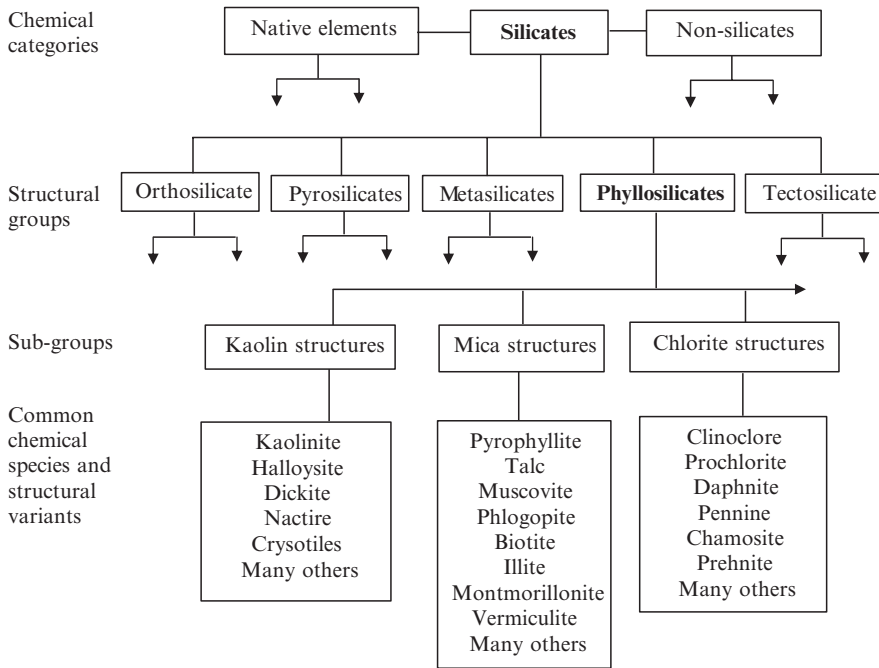 Chemical
categories
Native elements
Silicates
Non-silicates
Structural
groups
Orthosilicate
Pyrosilicates
Metasilicates
Phyllosilicates
Tectosilicate
Sub-groups
Kaolin structures
Mica structures
Chlorite structures
Common
chemical
species and
structural
variants
Kaolinite
Halloysite
Dickite
Nactire
Crysotiles
Many others
Pyrophyllite
Talc
Muscovite
Phlogopite
Biotite
Illite
Montmorillonite
Vermiculite
Many others
Clinoclore
Prochlorite
Daphnite
Pennine
Chamosite
Prehnite
Many others